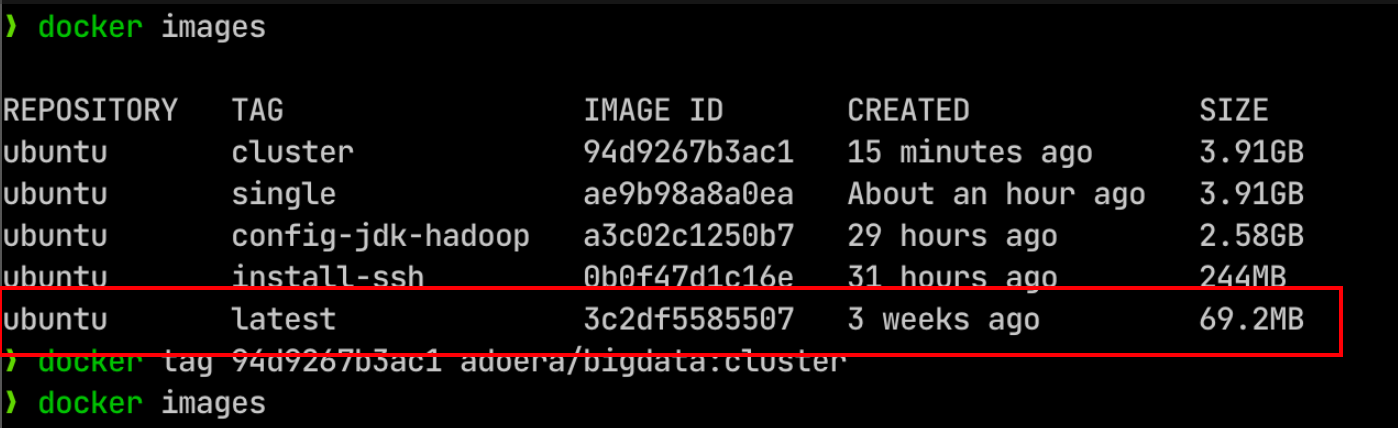 ❯ docker images
REPOSITORY TAG IMAGE ID CREATED SIZE
ubuntu cluster 94d9267b3ac1 15 minutes ago 3.91GB
ubuntu single ae9b98a8a0ea About an hour ago 3.91GB
ubuntu config-jdk-hadoop a3c02c1250b7 29 hours ago 2.58GB
ubuntu install-ssh 0b0f47d1c16e 31 hours ago 244MB
ubuntu latest 3c2df5585507 3 weeks ago 69.2MB
❯ docker tag 94d9267b3ac1 adoera/bigdata:cluster
❯ docker images